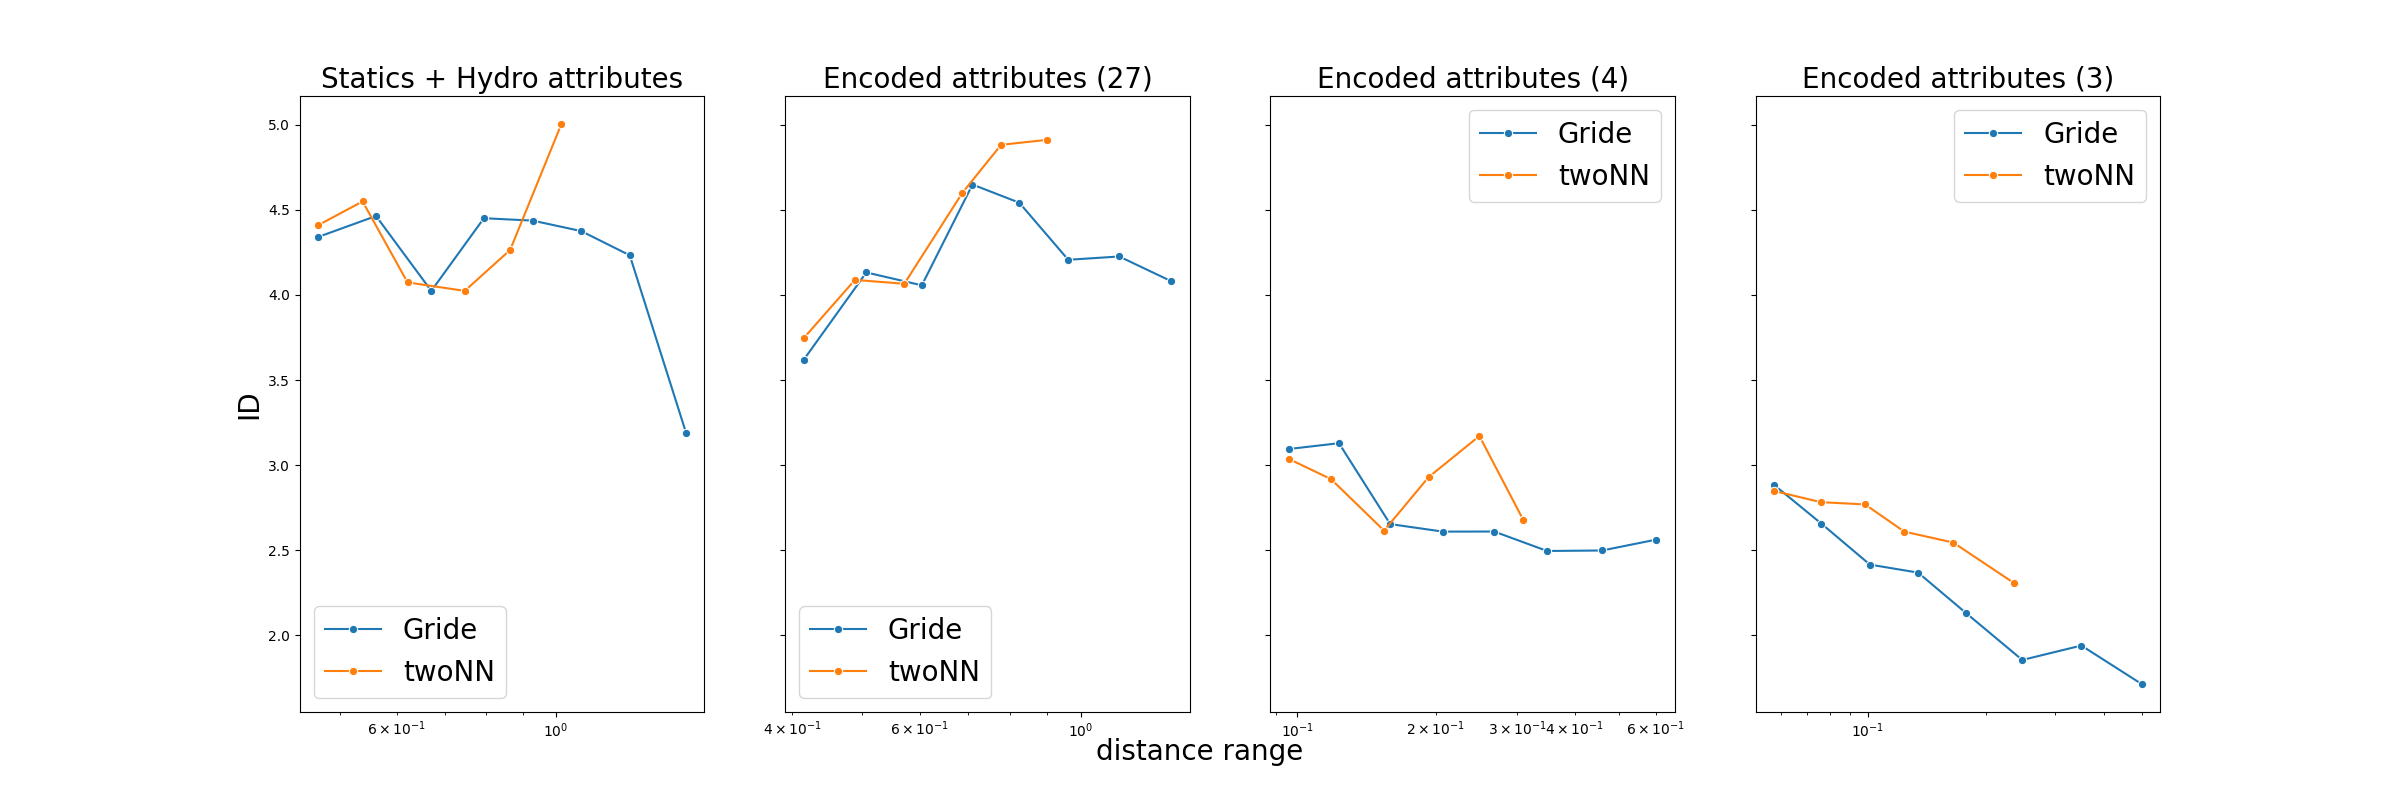 Statics + Hydro attributes
Encoded attributes (27)
Encoded attributes (4)
Encoded attributes (3)
ID
5.0
4.5
4.0
3.5
3.0
2.5
2.0
Gride
twoNN
Gride
twoNN
Gride
twoNN
Gride
twoNN
6 × 10⁻¹ 10⁰
4 × 10⁻¹ 6 × 10⁻¹ 10⁰
10⁻¹ 2 × 10⁻¹ 3 × 10⁻¹ 4 × 10⁻¹ 6 × 10⁻¹
10⁻¹
distance range